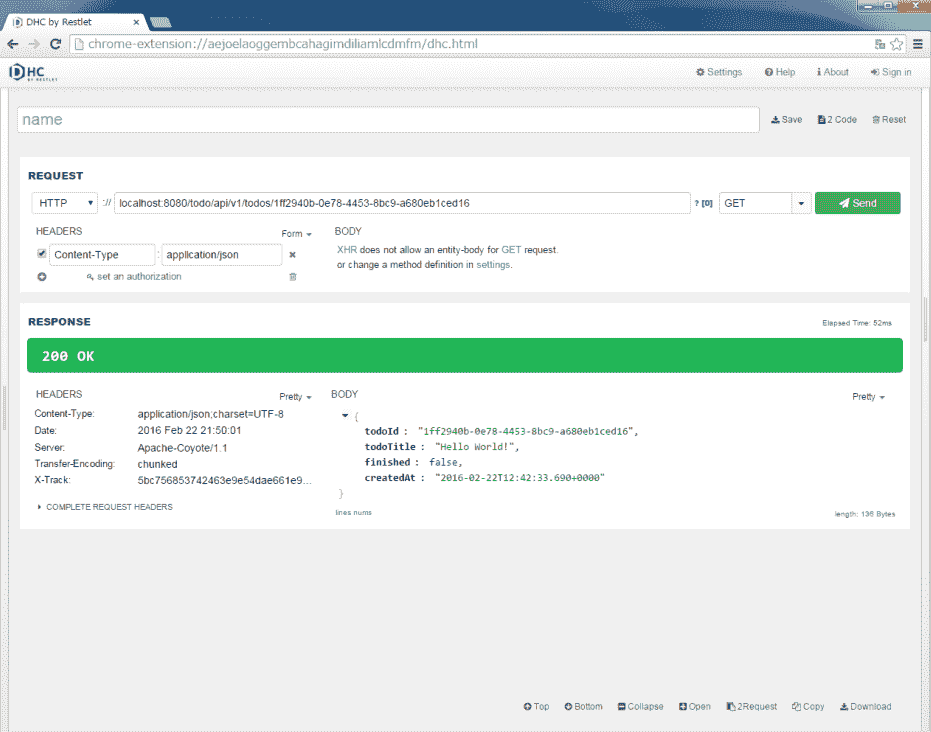 DHC by Restlet
chrome-extension://aejoelaoggembcahagimdiliamlcdmfm/dhc.html
DHC BY RESTLET
Settings Help About Sign in
name Save 2 Code Reset
REQUEST
HTTP :// localhost:8080/todo/api/v1/todos/1ff2940b-0e78-4453-8bc9-a680eb1ced16 ? [0] GET Send
HEADERS Form BODY
Content-Type : application/json XHR does not allow an entity-body for GET request.
or change a method definition in settings.
set an authorization
RESPONSE Elapsed Time: 52ms
200 OK
HEADERS Pretty BODY Pretty
Content-Type: application/json;charset=UTF-8 {
Date: 2016 Feb 22 21:50:01 todoId : "1ff2940b-0e78-4453-8bc9-a680eb1ced16",
Server: Apache-Coyote/1.1 todoTitle : "Hello World!",
Transfer-Encoding: chunked finished : false,
X-Track: 5bc756853742463e9e54dae661e9... createdAt : "2016-02-22T12:42:33.690+0000"
}
COMPLETE REQUEST HEADERS lines nums length: 136 Bytes
Top Bottom Collapse Open 2Request Copy Download